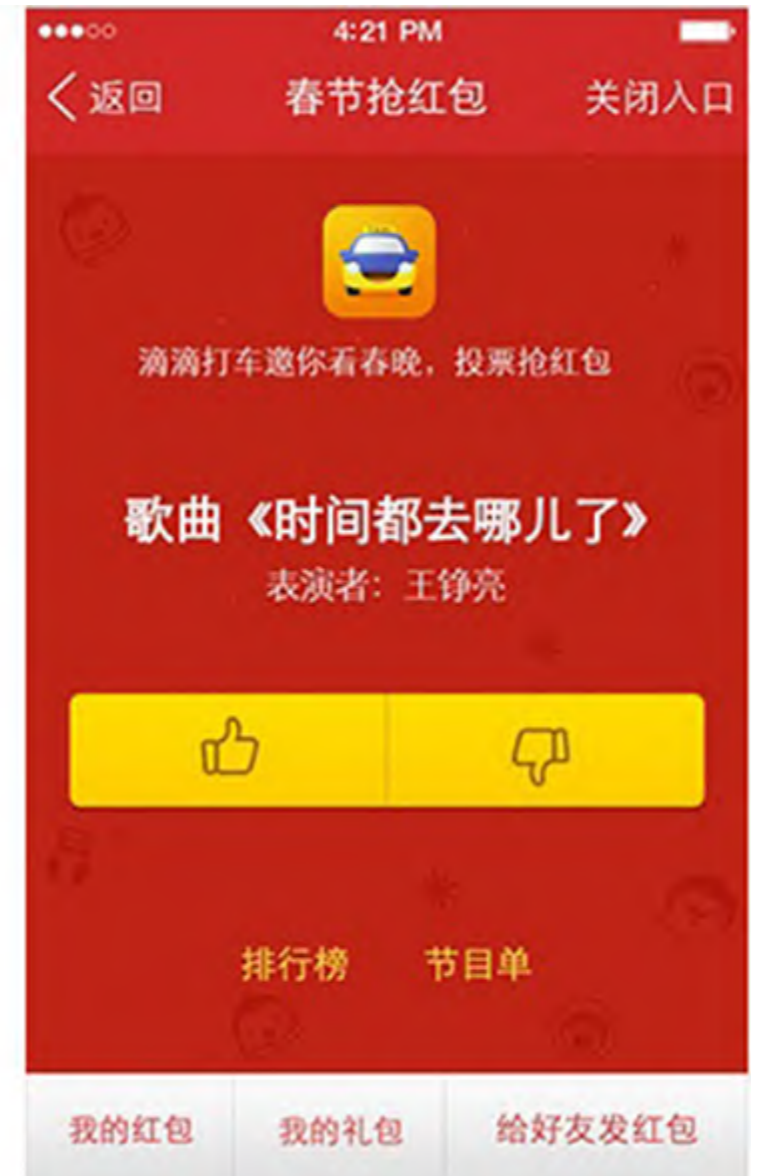 4:21 PM
返回 春节抢红包 关闭入口
滴滴打车邀你看春晚，投票抢红包
歌曲《时间都去哪儿了》
表演者：王铮亮
排行榜 节目单
我的红包 我的礼包 给好友发红包